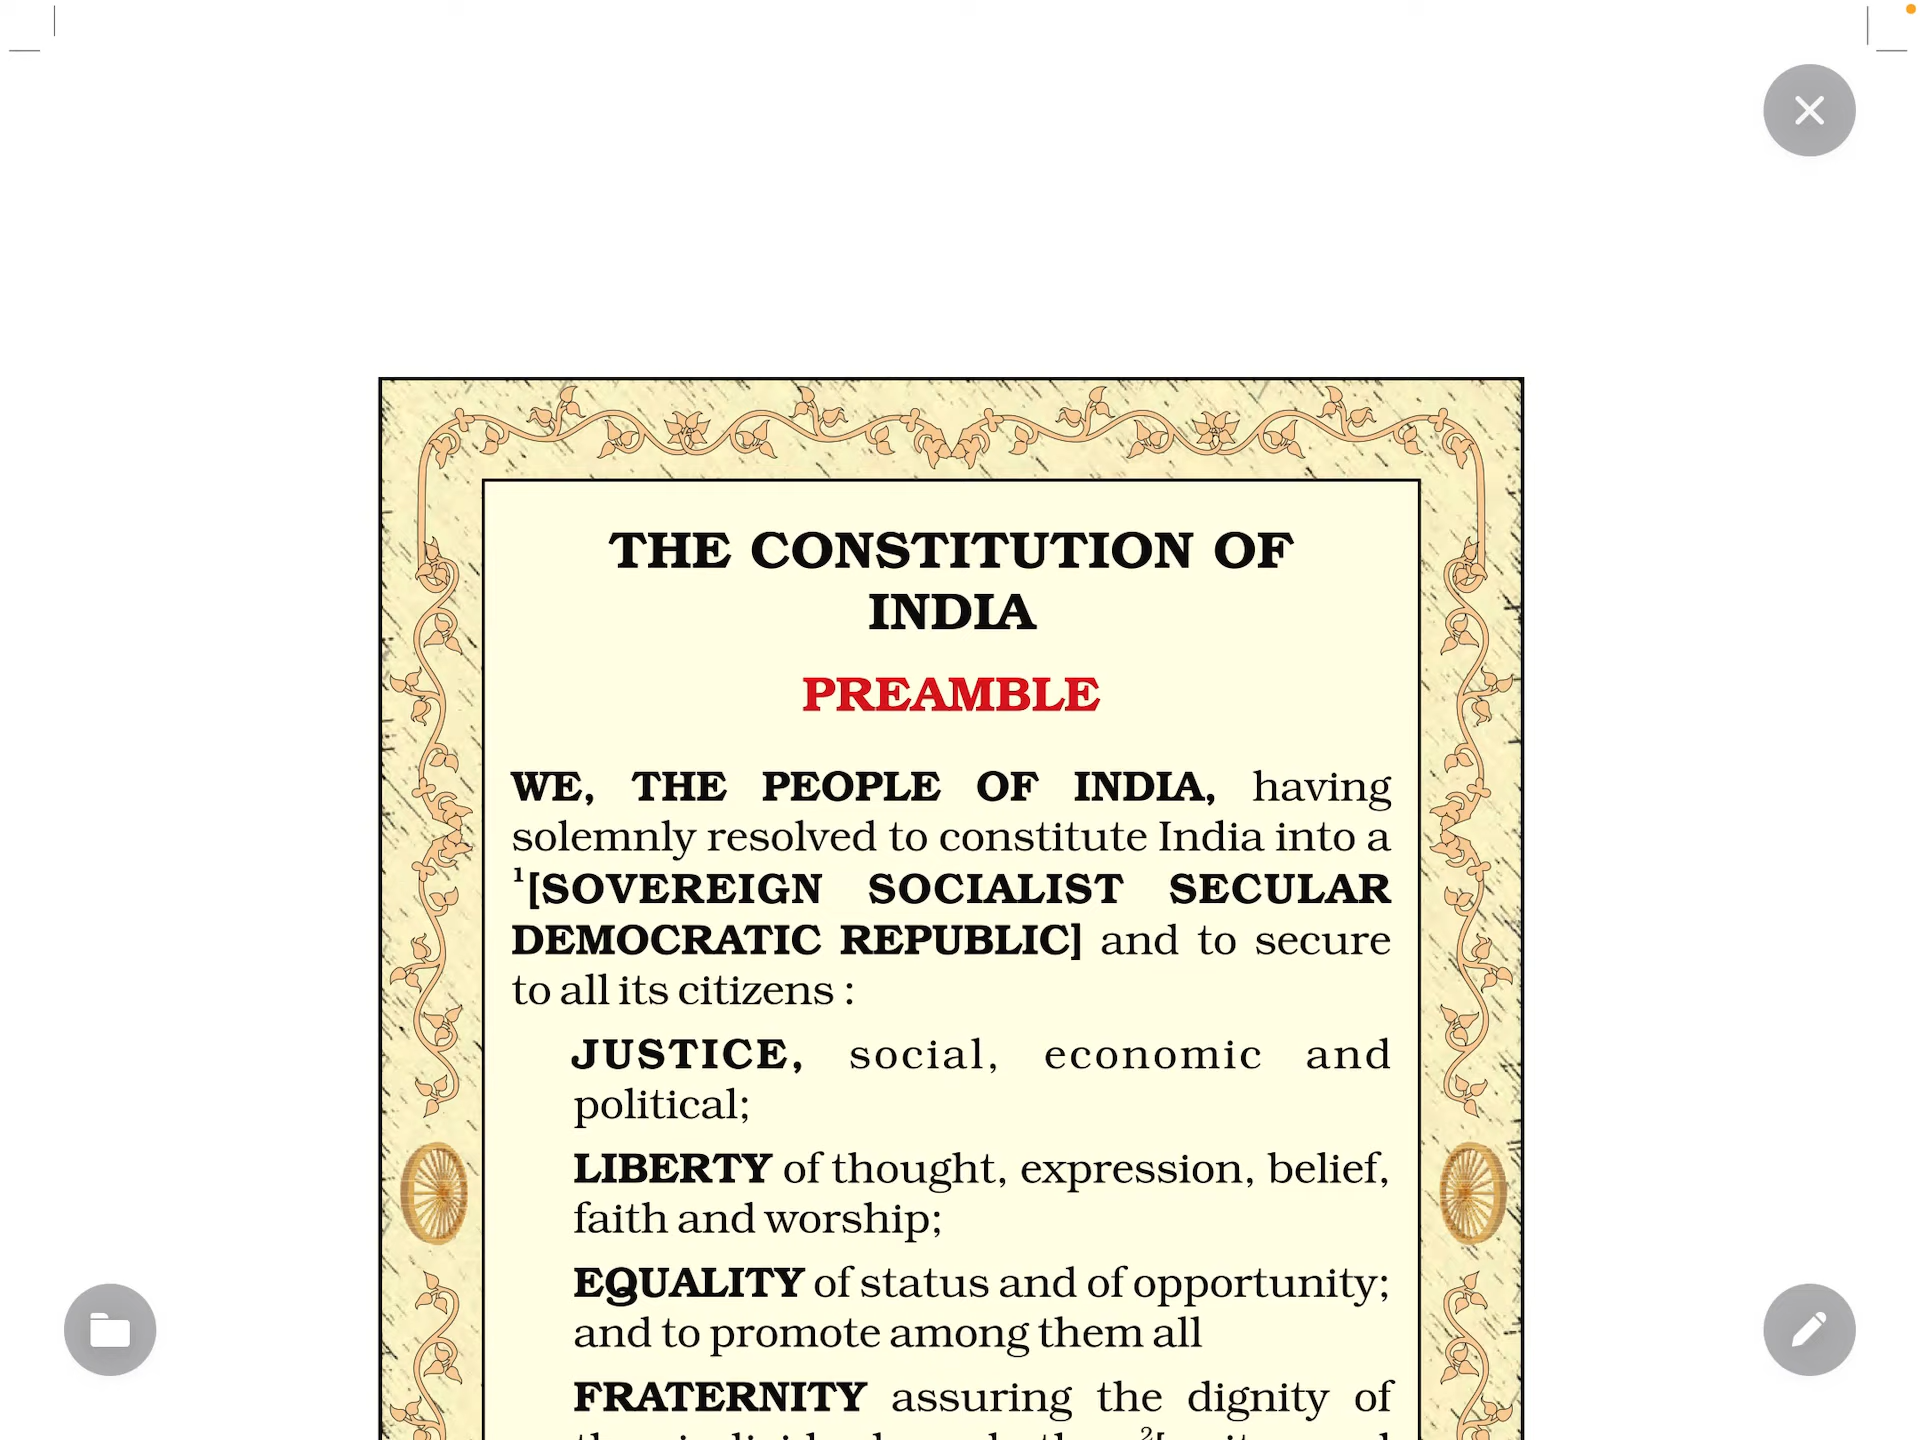 THE CONSTITUTION OF
INDIA
PREAMBLE
WE, THE PEOPLE OF INDIA, having
solemnly resolved to constitute India into a
¹[SOVEREIGN SOCIALIST SECULAR
DEMOCRATIC REPUBLIC] and to secure
to all its citizens :
JUSTICE, social, economic and
political;
LIBERTY of thought, expression, belief,
faith and worship;
EQUALITY of status and of opportunity;
and to promote among them all
FRATERNITY assuring the dignity of